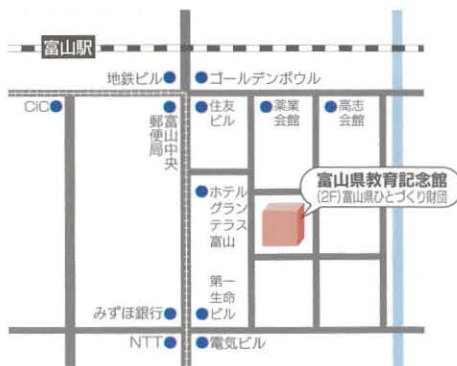 富山駅
地鉄ビル
ゴールデンボウル
CiC
富山中央
郵便局
住友
ビル
薬業
会館
高志
会館
富山県教育記念館
(2F)富山県ひとづくり財団
ホテル
グラン
テラス
富山
第一
生命
ビル
みずほ銀行
NTT
電気ビル